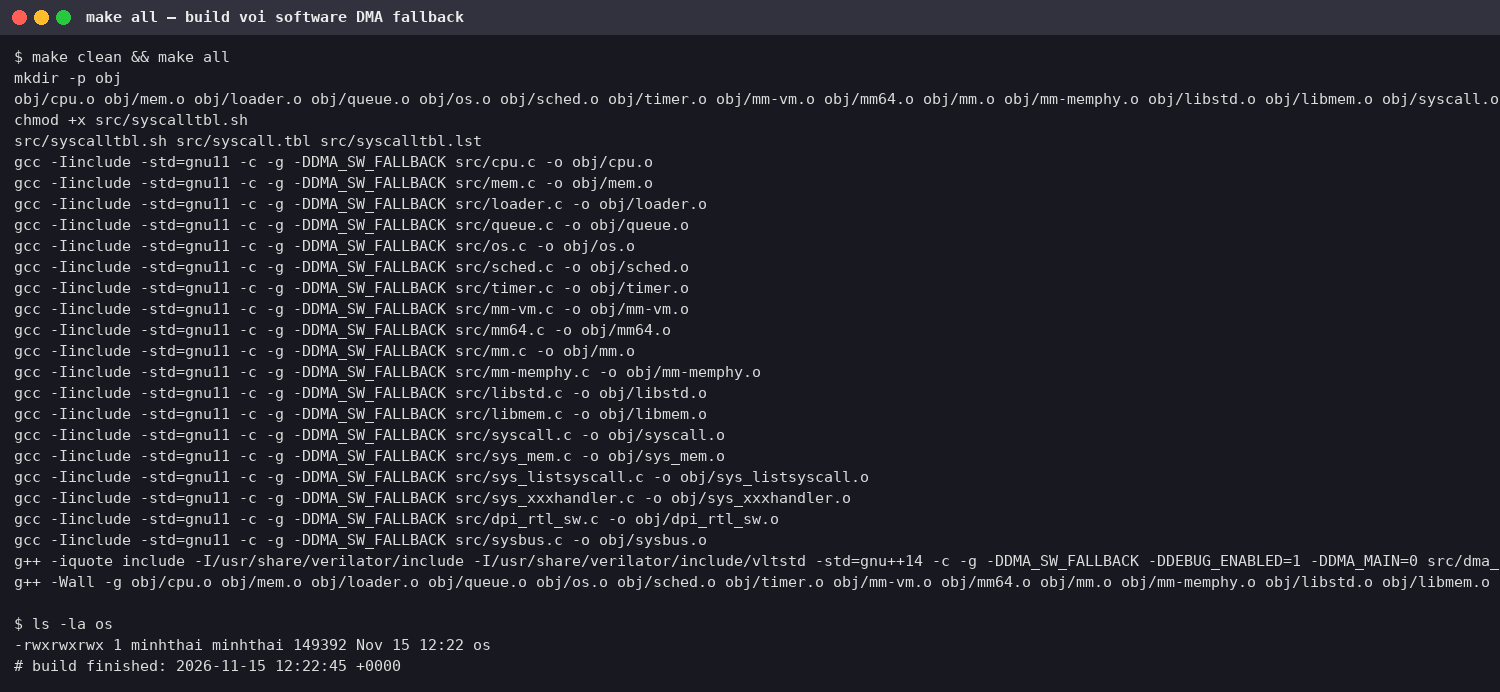 make all — build voi software DMA fallback
$ make clean && make all
mkdir -p obj
obj/cpu.o obj/mem.o obj/loader.o obj/queue.o obj/os.o obj/sched.o obj/timer.o obj/mm-vm.o obj/mm64.o obj/mm.o obj/mm-memphy.o obj/libstd.o obj/libmem.o obj/syscall.o
chmod +x src/syscalltbl.sh
src/syscalltbl.sh src/syscall.tbl src/syscalltbl.lst
gcc -Iinclude -std=gnu11 -c -g -DDMA_SW_FALLBACK src/cpu.c -o obj/cpu.o
gcc -Iinclude -std=gnu11 -c -g -DDMA_SW_FALLBACK src/mem.c -o obj/mem.o
gcc -Iinclude -std=gnu11 -c -g -DDMA_SW_FALLBACK src/loader.c -o obj/loader.o
gcc -Iinclude -std=gnu11 -c -g -DDMA_SW_FALLBACK src/queue.c -o obj/queue.o
gcc -Iinclude -std=gnu11 -c -g -DDMA_SW_FALLBACK src/os.c -o obj/os.o
gcc -Iinclude -std=gnu11 -c -g -DDMA_SW_FALLBACK src/sched.c -o obj/sched.o
gcc -Iinclude -std=gnu11 -c -g -DDMA_SW_FALLBACK src/timer.c -o obj/timer.o
gcc -Iinclude -std=gnu11 -c -g -DDMA_SW_FALLBACK src/mm-vm.c -o obj/mm-vm.o
gcc -Iinclude -std=gnu11 -c -g -DDMA_SW_FALLBACK src/mm64.c -o obj/mm64.o
gcc -Iinclude -std=gnu11 -c -g -DDMA_SW_FALLBACK src/mm.c -o obj/mm.o
gcc -Iinclude -std=gnu11 -c -g -DDMA_SW_FALLBACK src/mm-memphy.c -o obj/mm-memphy.o
gcc -Iinclude -std=gnu11 -c -g -DDMA_SW_FALLBACK src/libstd.c -o obj/libstd.o
gcc -Iinclude -std=gnu11 -c -g -DDMA_SW_FALLBACK src/libmem.c -o obj/libmem.o
gcc -Iinclude -std=gnu11 -c -g -DDMA_SW_FALLBACK src/syscall.c -o obj/syscall.o
gcc -Iinclude -std=gnu11 -c -g -DDMA_SW_FALLBACK src/sys_mem.c -o obj/sys_mem.o
gcc -Iinclude -std=gnu11 -c -g -DDMA_SW_FALLBACK src/sys_listsyscall.c -o obj/sys_listsyscall.o
gcc -Iinclude -std=gnu11 -c -g -DDMA_SW_FALLBACK src/sys_xxxhandler.c -o obj/sys_xxxhandler.o
gcc -Iinclude -std=gnu11 -c -g -DDMA_SW_FALLBACK src/dpi_rtl_sw.c -o obj/dpi_rtl_sw.o
gcc -Iinclude -std=gnu11 -c -g -DDMA_SW_FALLBACK src/sysbus.c -o obj/sysbus.o
g++ -iquote include -I/usr/share/verilator/include -I/usr/share/verilator/include/vltstd -std=gnu++14 -c -g -DDMA_SW_FALLBACK -DDEBUG_ENABLED=1 -DDMA_MAIN=0 src/dma_
g++ -Wall -g obj/cpu.o obj/mem.o obj/loader.o obj/queue.o obj/os.o obj/sched.o obj/timer.o obj/mm-vm.o obj/mm64.o obj/mm.o obj/mm-memphy.o obj/libstd.o obj/libmem.o
$ ls -la os
-rwxrwxrwx 1 minhthai minhthai 149392 Nov 15 12:22 os
# build finished: 2026-11-15 12:22:45 +0000